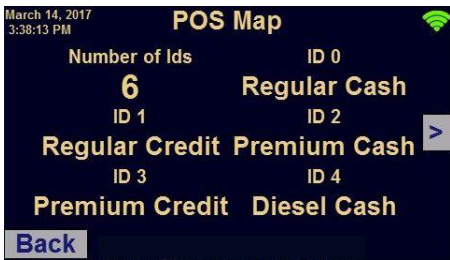 March 14, 2017
3:38:13 PM
POS Map
Number of Ids
ID 0
6
Regular Cash
ID 1
ID 2
Regular Credit
Premium Cash
>
ID 3
ID 4
Premium Credit
Diesel Cash
Back